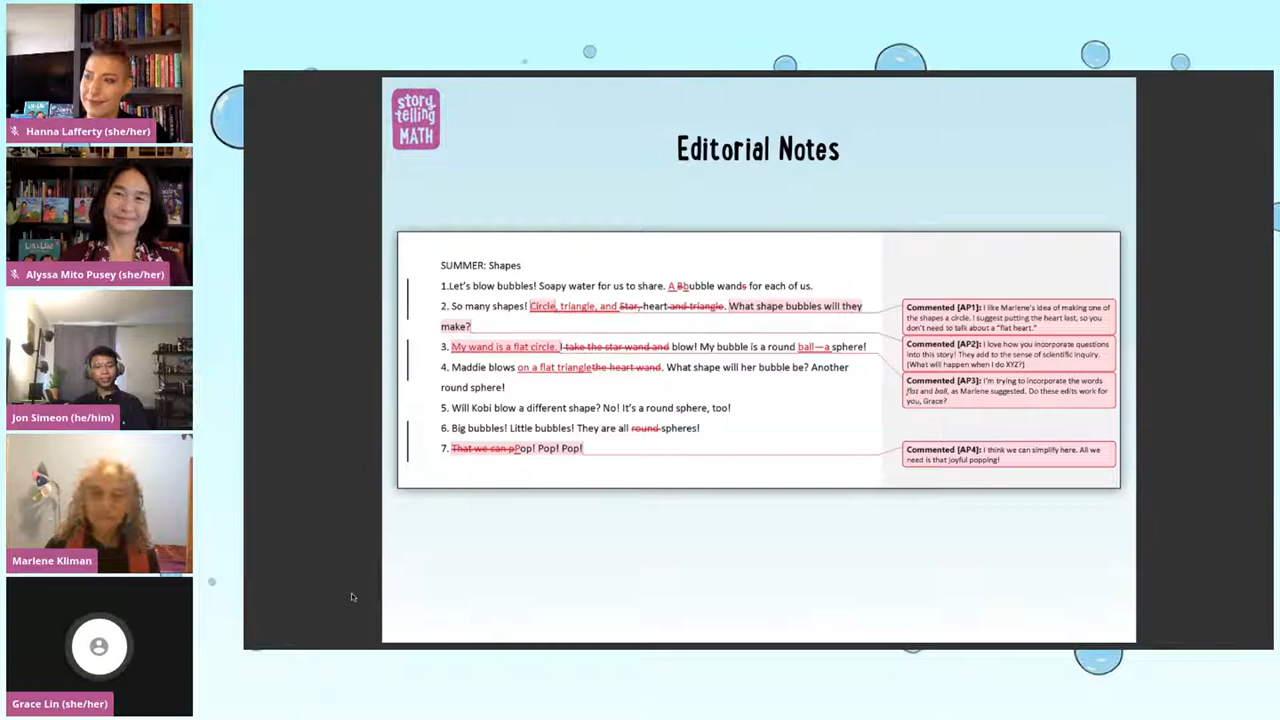 Hanna Lafferty (she/her)
Alyssa Mito Pusey (she/her)
Jon Simeon (he/him)
Marlene Kliman
Grace Lin (she/her)
story
telling
MATH
Editorial Notes
SUMMER: Shapes
1.Let's blow bubbles! Soapy water for us to share. A Bbubble wands for each of us.
2. So many shapes! Circle, triangle, and Star, heart and triangle. What shape bubbles will they
make?
3. My wand is a flat circle. I take the star wand and blow! My bubble is a round ball—a sphere!
4. Maddie blows on a flat trianglethe heart wand. What shape will her bubble be? Another
round sphere!
5. Will Kobi blow a different shape? No! It's a round sphere, too!
6. Big bubbles! Little bubbles! They are all round spheres!
7. That we can pPop! Pop! Pop!
Commented [AP1]: I like Marlene's idea of making one of
the shapes a circle. I suggest putting the heart last, so you
don't need to talk about a "flat heart."
Commented [AP2]: I love how you incorporate questions
into this story! They add to the sense of scientific inquiry.
(What will happen when I do XYZ?)
Commented [AP3]: I'm trying to incorporate the words
flat and ball, as Marlene suggested. Do these edits work for
you, Grace?
Commented [AP4]: I think we can simplify here. All we
need is that joyful popping!